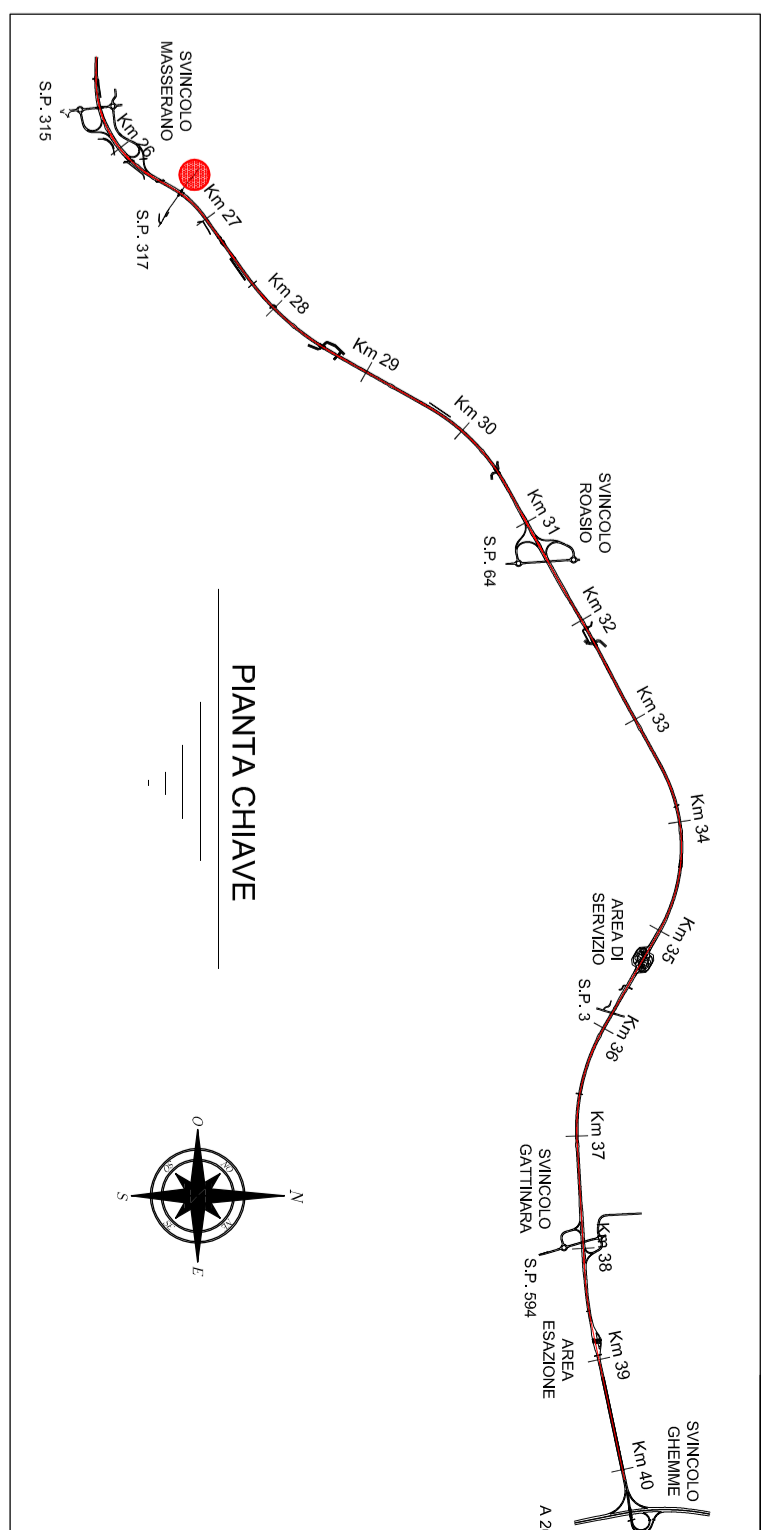 SVINCOLO
MASSERANO
S.P. 315
Km 26
S.P. 317
Km 27
Km 28
Km 29
Km 30
SVINCOLO
ROASIO
Km 31
S.P. 64
Km 32
Km 33
Km 34
AREA DI
SERVIZIO
Km 35
S.P. 3
Km 36
Km 37
SVINCOLO
GATTINARA
Km 38
S.P. 594
AREA
ESAZIONE
Km 39
SVINCOLO
GHEMME
Km 40
A 2
PIANTA CHIAVE
N
O
E
S
NO